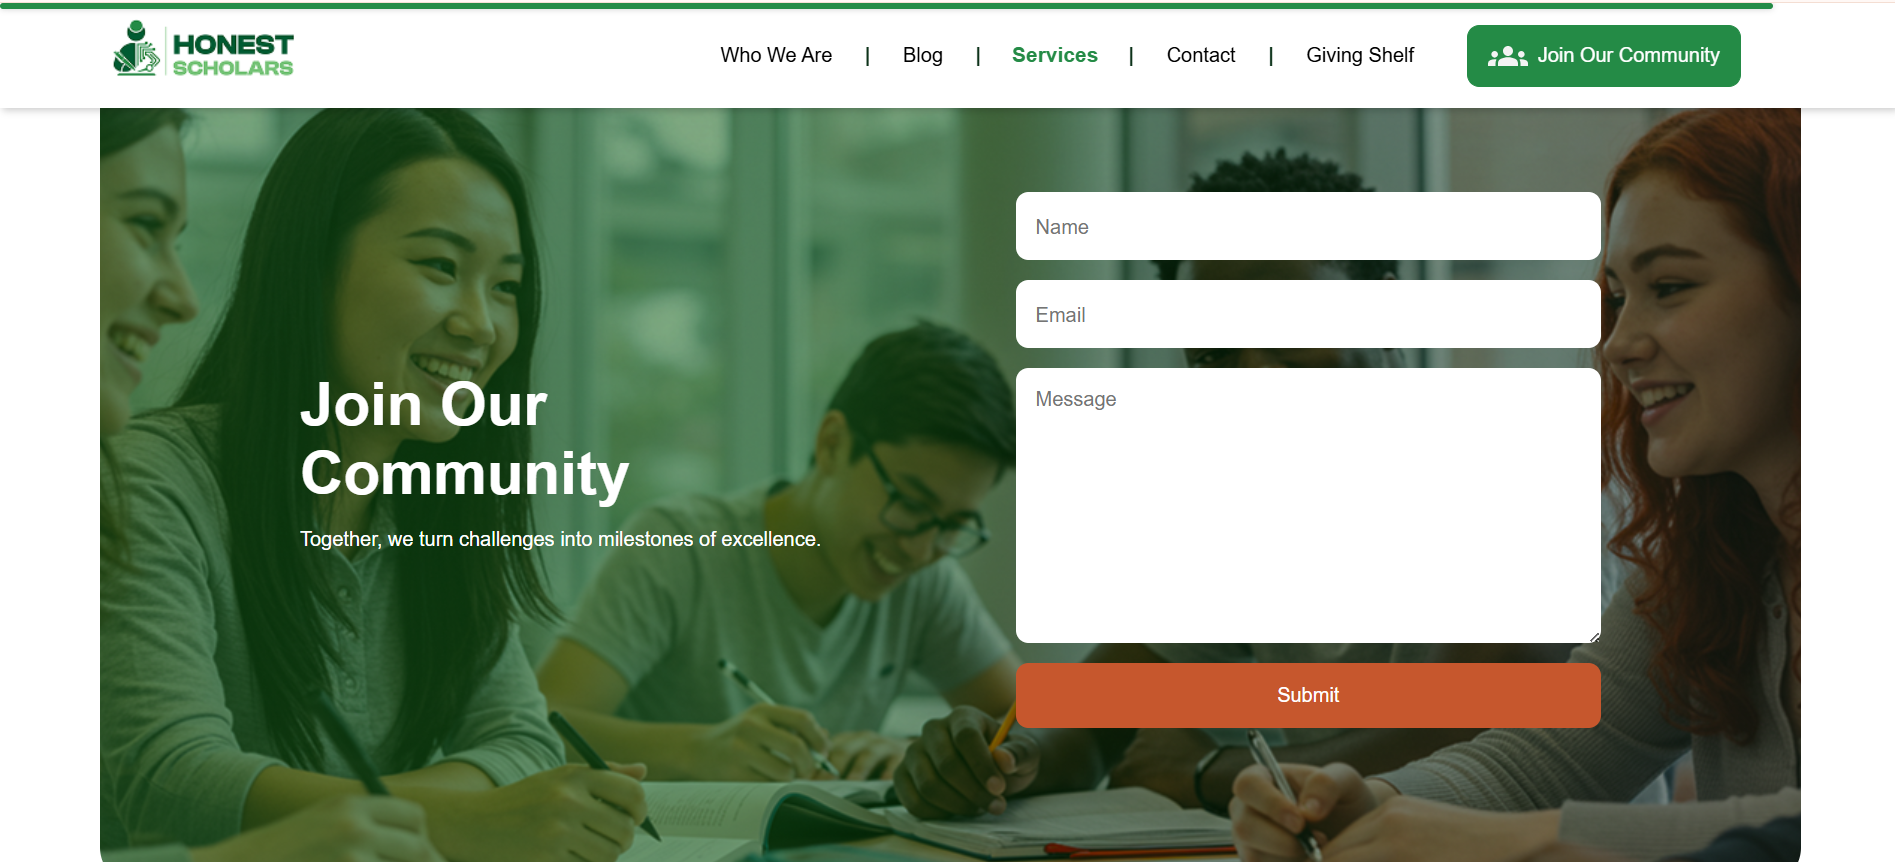 HONEST
SCHOLARS
Who We Are | Blog | Services | Contact | Giving Shelf
Join Our Community
Name
Email
Message
Join Our
Community
Together, we turn challenges into milestones of excellence.
Submit